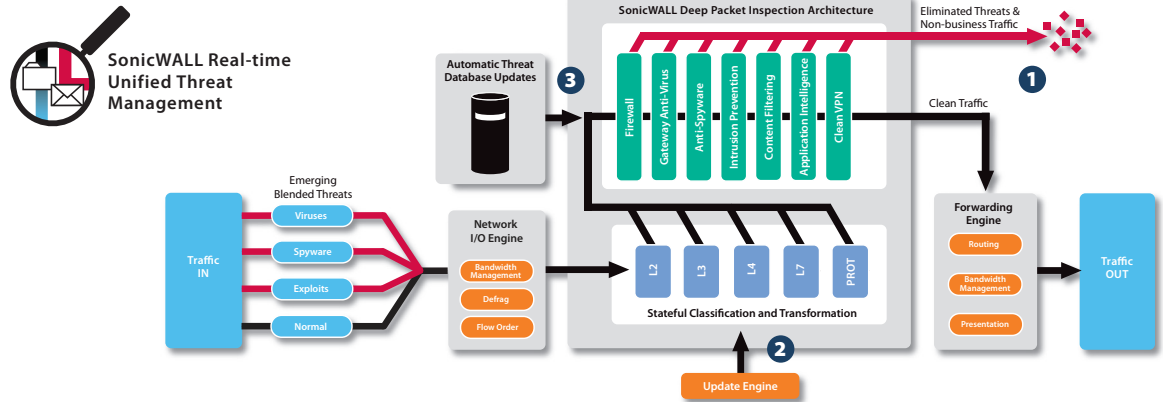 SonicWALL Real-time
Unified Threat
Management
SonicWALL Deep Packet Inspection Architecture
Eliminated Threats &
Non-business Traffic
1
Automatic Threat
Database Updates
3
Firewall
Gateway Anti-Virus
Anti-Spyware
Intrusion Prevention
Content Filtering
Application Intelligence
Clean VPN
Clean Traffic
Emerging
Blended Threats
Traffic
IN
Viruses
Spyware
Exploits
Normal
Network
I/O Engine
Bandwidth
Management
Defrag
Flow Order
L2
L3
L4
L7
PROT
Stateful Classification and Transformation
2
Update Engine
Forwarding
Engine
Routing
Bandwidth
Management
Presentation
Traffic
OUT